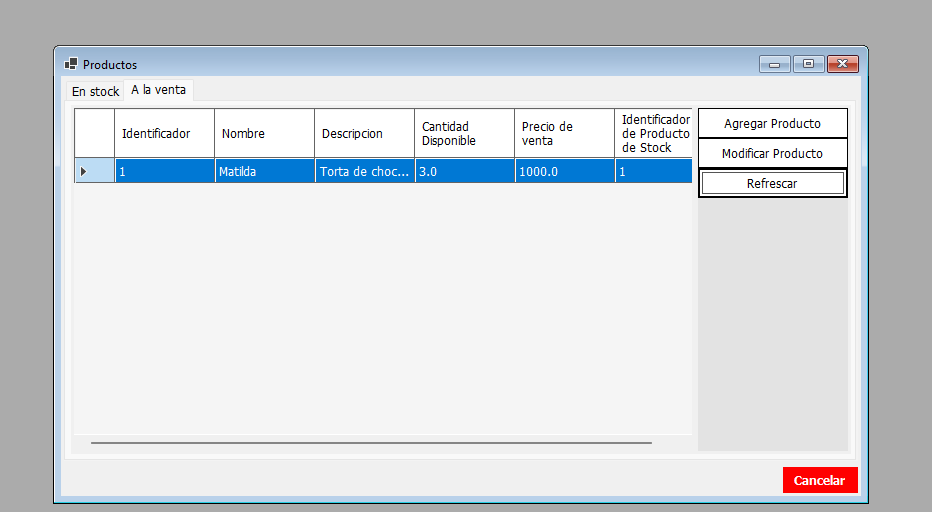 Productos
En stock
A la venta
Identificador
Nombre
Descripcion
Cantidad
Disponible
Precio de
venta
Identificador
de Producto
de Stock
1
Matilda
Torta de choc...
3.0
1000.0
1
Agregar Producto
Modificar Producto
Refrescar
Cancelar